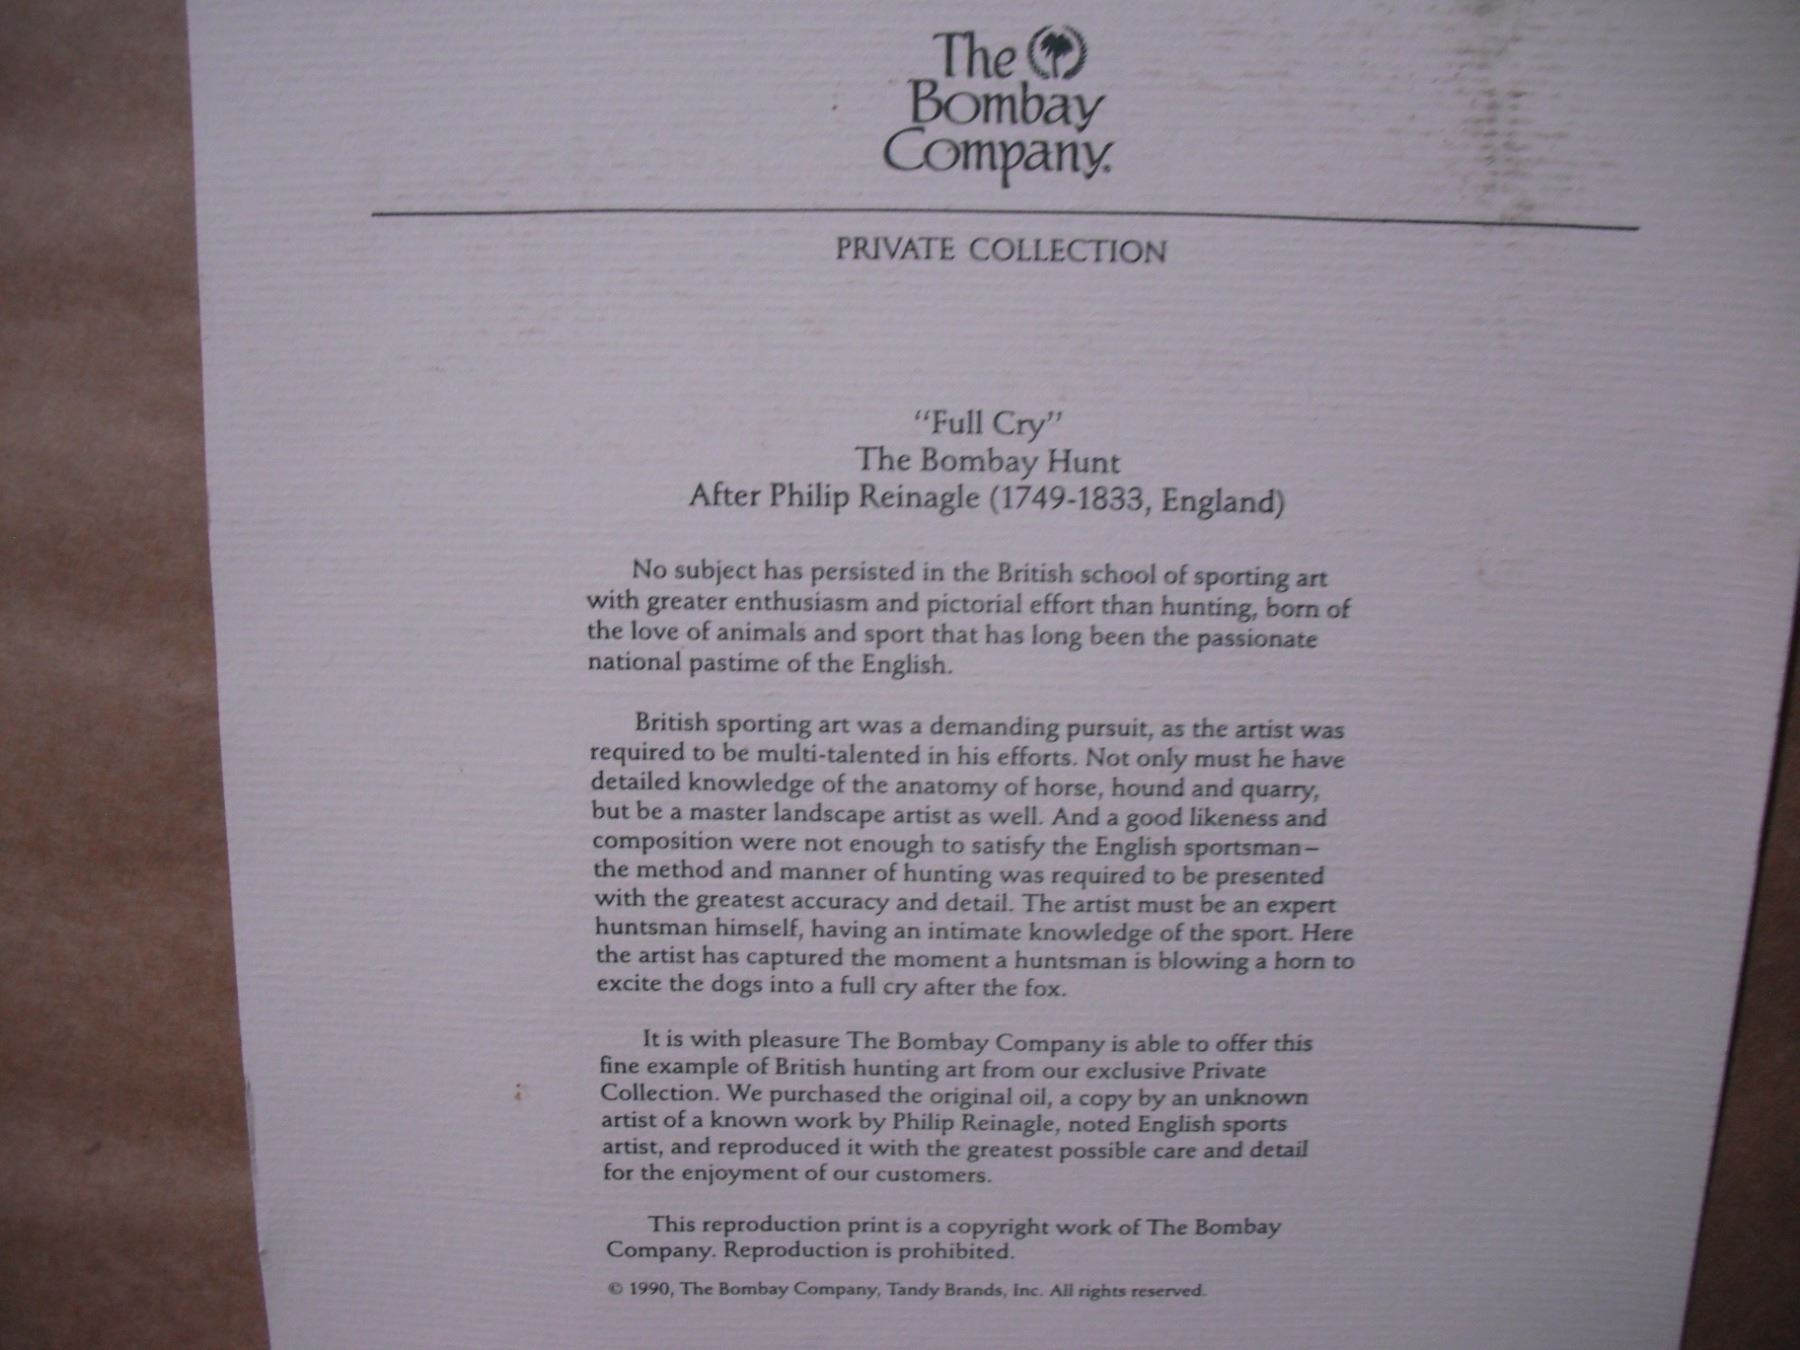 The
Bombay
Company.
PRIVATE COLLECTION
“Full Cry”
The Bombay Hunt
After Philip Reinagle (1749-1833, England)
No subject has persisted in the British school of sporting art
with greater enthusiasm and pictorial effort than hunting, born of
the love of animals and sport that has long been the passionate
national pastime of the English.
British sporting art was a demanding pursuit, as the artist was
required to be multi-talented in his efforts. Not only must he have
detailed knowledge of the anatomy of horse, hound and quarry,
but be a master landscape artist as well. And a good likeness and
composition were not enough to satisfy the English sportsman–
the method and manner of hunting was required to be presented
with the greatest accuracy and detail. The artist must be an expert
huntsman himself, having an intimate knowledge of the sport. Here
the artist has captured the moment a huntsman is blowing a horn to
excite the dogs into a full cry after the fox.
It is with pleasure The Bombay Company is able to offer this
fine example of British hunting art from our exclusive Private
Collection. We purchased the original oil, a copy by an unknown
artist of a known work by Philip Reinagle, noted English sports
artist, and reproduced it with the greatest possible care and detail
for the enjoyment of our customers.
This reproduction print is a copyright work of The Bombay
Company. Reproduction is prohibited.
© 1990, The Bombay Company, Tandy Brands, Inc. All rights reserved.